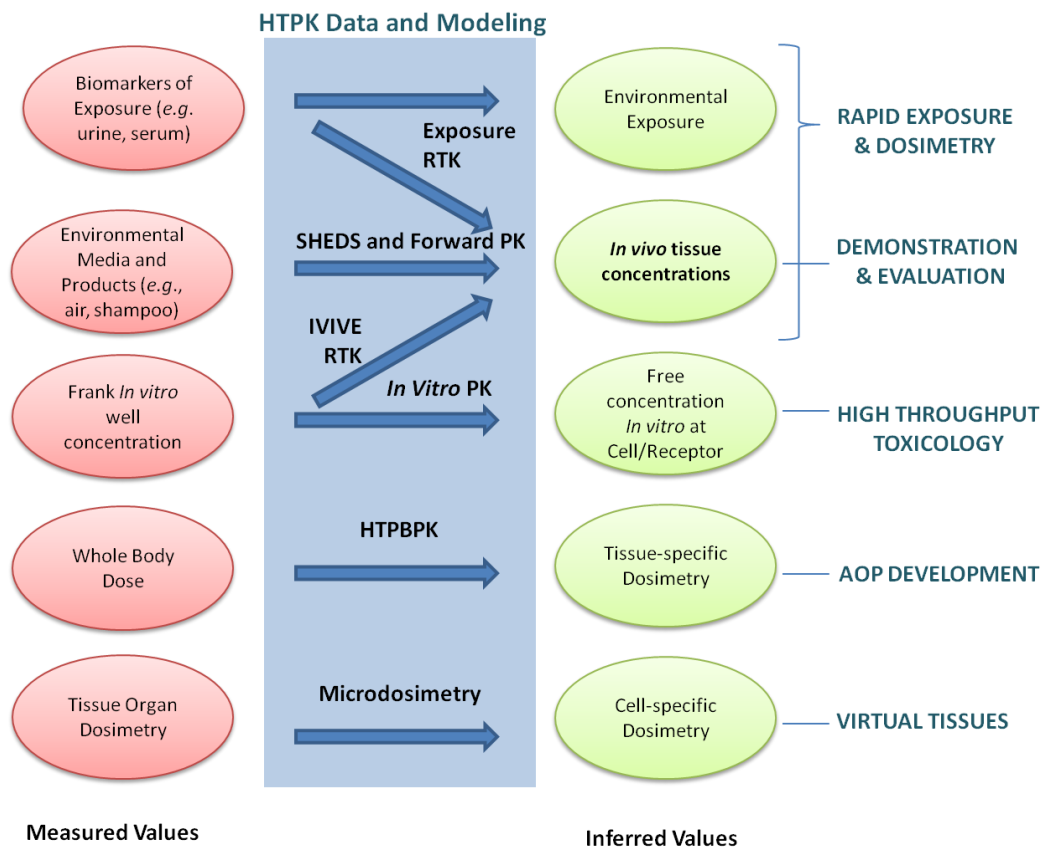 HTPK Data and Modeling
Biomarkers of
Exposure (e.g.
urine, serum)
Exposure
RTK
Environmental
Exposure
RAPID EXPOSURE
& DOSIMETRY
Environmental
Media and
Products (e.g.,
air, shampoo)
SHEDS and Forward PK
In vivo tissue
concentrations
DEMONSTRATION
& EVALUATION
IVIVE
RTK
Frank In vitro
well
concentration
In Vitro PK
Free
concentration
In vitro at
Cell/Receptor
HIGH THROUGHPUT
TOXICOLOGY
Whole Body
Dose
HTPBPK
Tissue-specific
Dosimetry
AOP DEVELOPMENT
Tissue Organ
Dosimetry
Microdosimetry
Cell-specific
Dosimetry
VIRTUAL TISSUES
Measured Values
Inferred Values